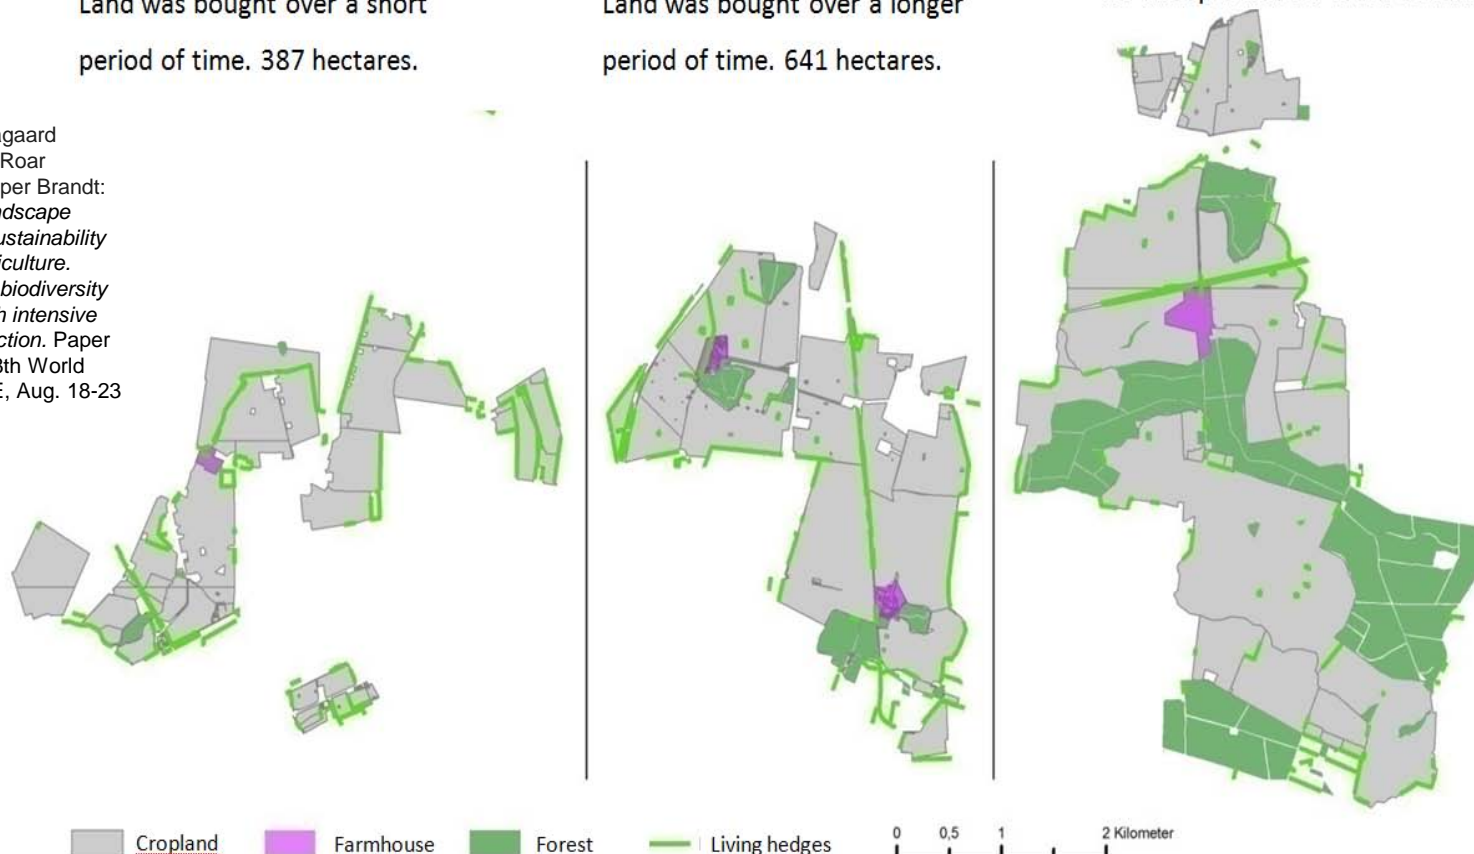 Land was bought over a short
period of time. 387 hectares.
Land was bought over a longer
period of time. 641 hectares.
Roar
per Brandt:
ustainability
iculture.
biodiversity
intensive
ction. Paper
8th World
E, Aug. 18-23
Cropland
Farmhouse
Forest
Living hedges
0 0,5 1 2 Kilometer